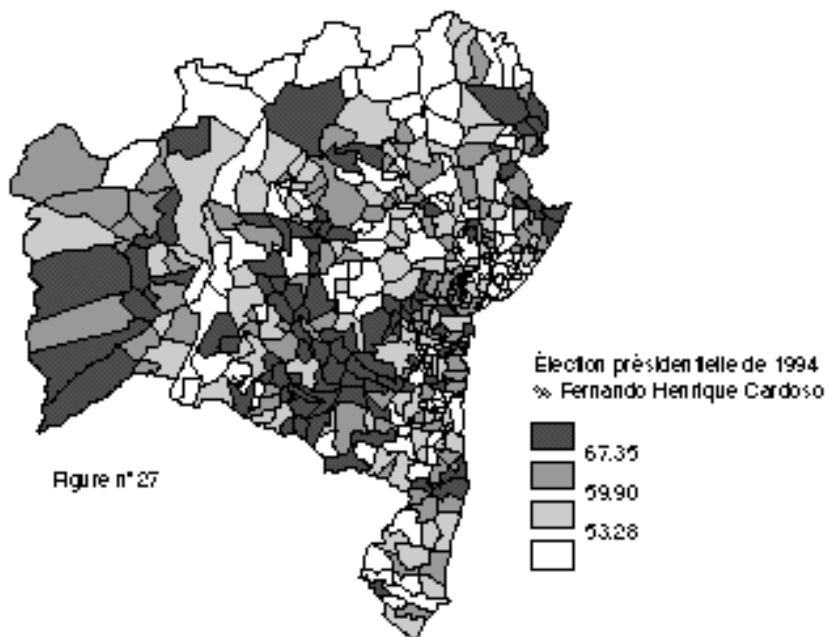 Élection présidentielle de 1994
% Fernando Henrique Cardoso
67.35
59.90
53.28
Figure n°27